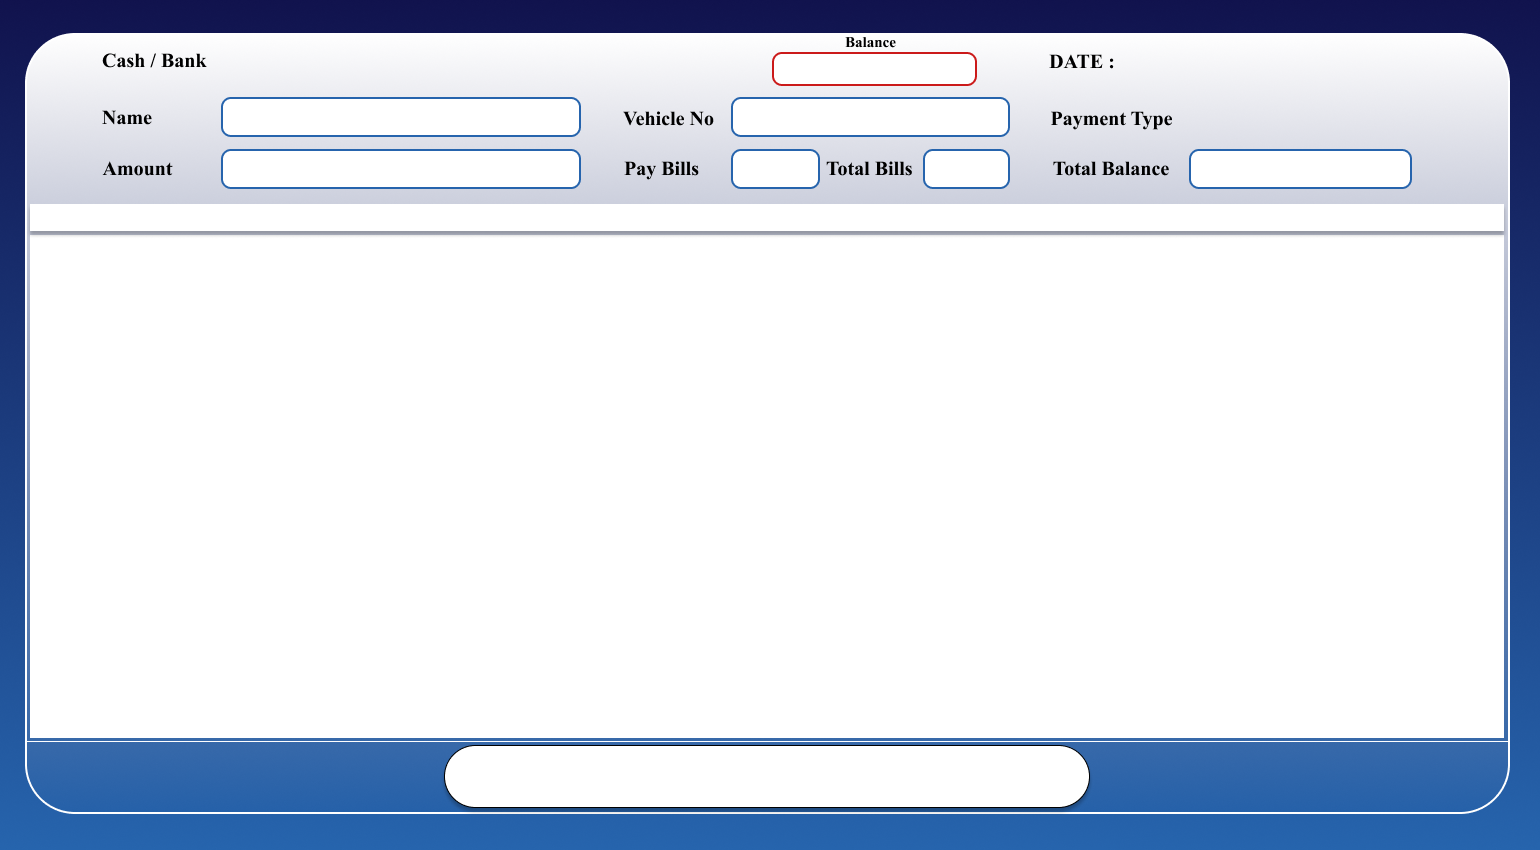 Balance
Cash / Bank
DATE :
Name
Vehicle No
Payment Type
Amount
Pay Bills
Total Bills
Total Balance